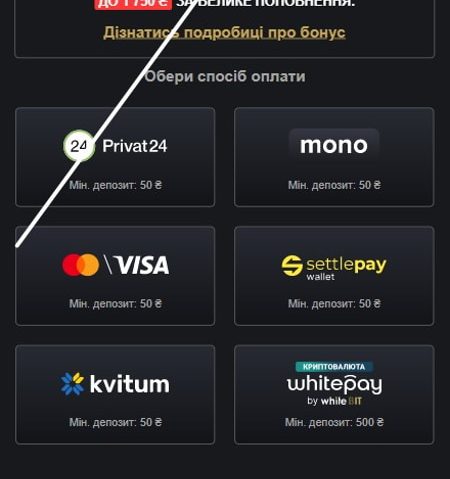 ДО 1 750 ₴ ЗА ВЕЛИКЕ ПОПОВНЕННЯ.
Дізнатись подробиці про бонус
Обери спосіб оплати
24 Privat24
Мін. депозит: 50 ₴
mono
Мін. депозит: 50 ₴
VISA
Мін. депозит: 50 ₴
settlepay
wallet
Мін. депозит: 50 ₴
kvitum
Мін. депозит: 50 ₴
КРИПТОВАЛЮТА
whitepay
by whiteBIT
Мін. депозит: 500 ₴